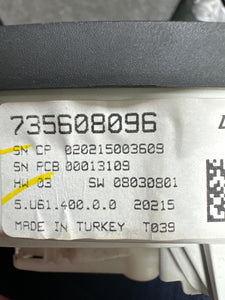 735608096
SN CP 020215003609
SN PCB 00013109
HW 03 SW 08030801
5.U61.400.0.0 20215
MADE IN TURKEY T039